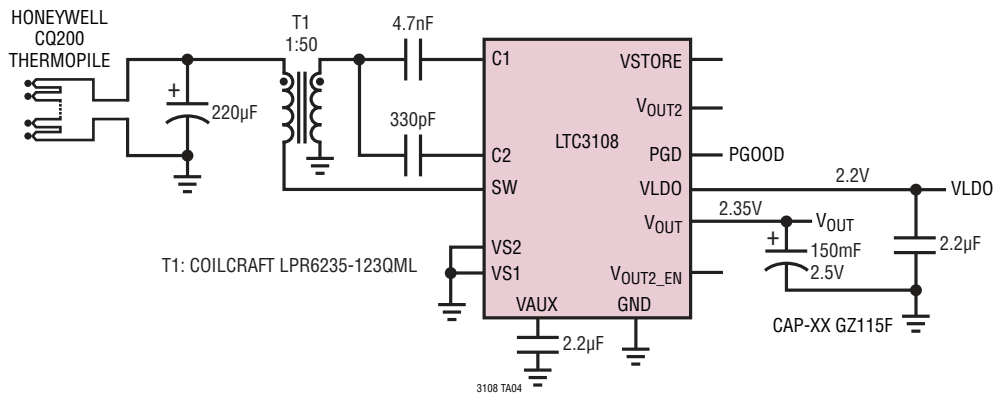 HONEYWELL
CQ200
THERMOPILE
T1
1:50
4.7nF
+
220µF
330pF
C1
C2
SW
VS2
VS1
VAUX
GND
LTC3108
VSTORE
VOUT2
PGD
VLDO
VOUT
VOUT2_EN
PGOOD
2.2V
VLDO
2.35V
VOUT
+
150mF
2.5V
2.2µF
T1: COILCRAFT LPR6235-123QML
CAP-XX GZ115F
2.2µF
3108 TA04